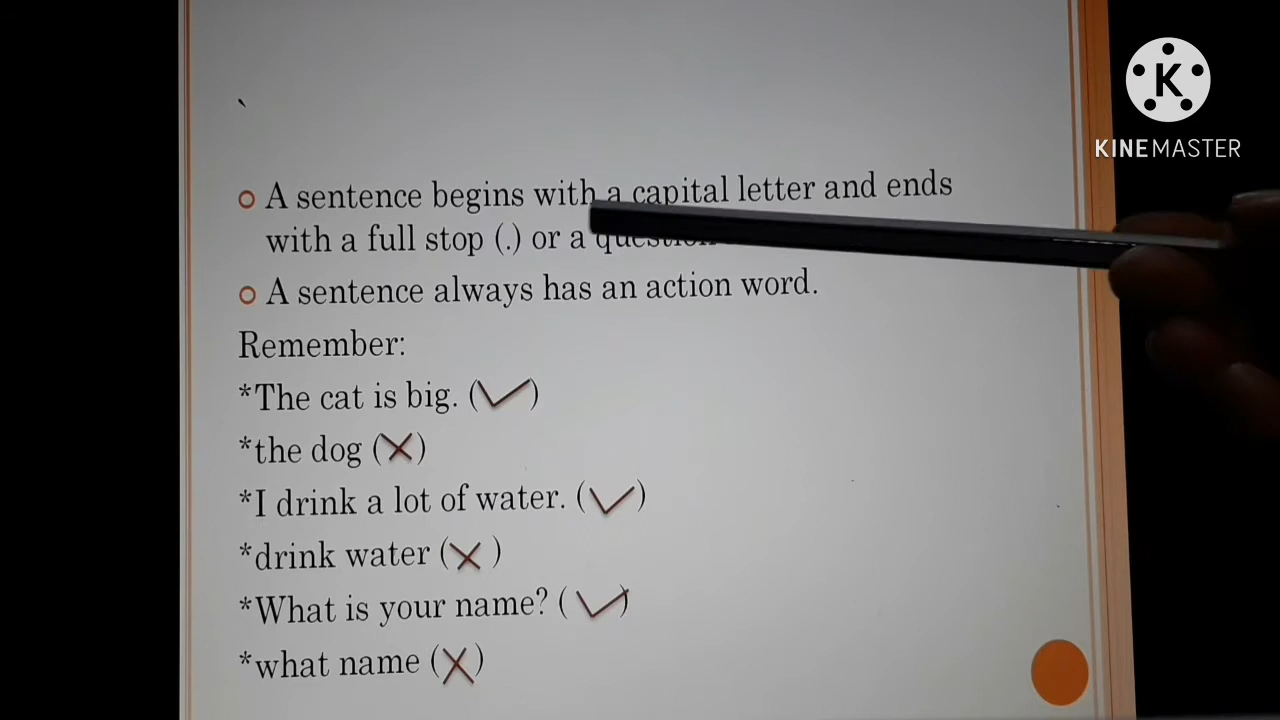 A sentence begins with a capital letter and ends
with a full stop (.) or a question
A sentence always has an action word.
Remember:
*The cat is big. (✓)
*the dog (✗)
*I drink a lot of water. (✓)
*drink water (✗ )
*What is your name? ( ✓)
*what name (✗)
K
KINEMASTER